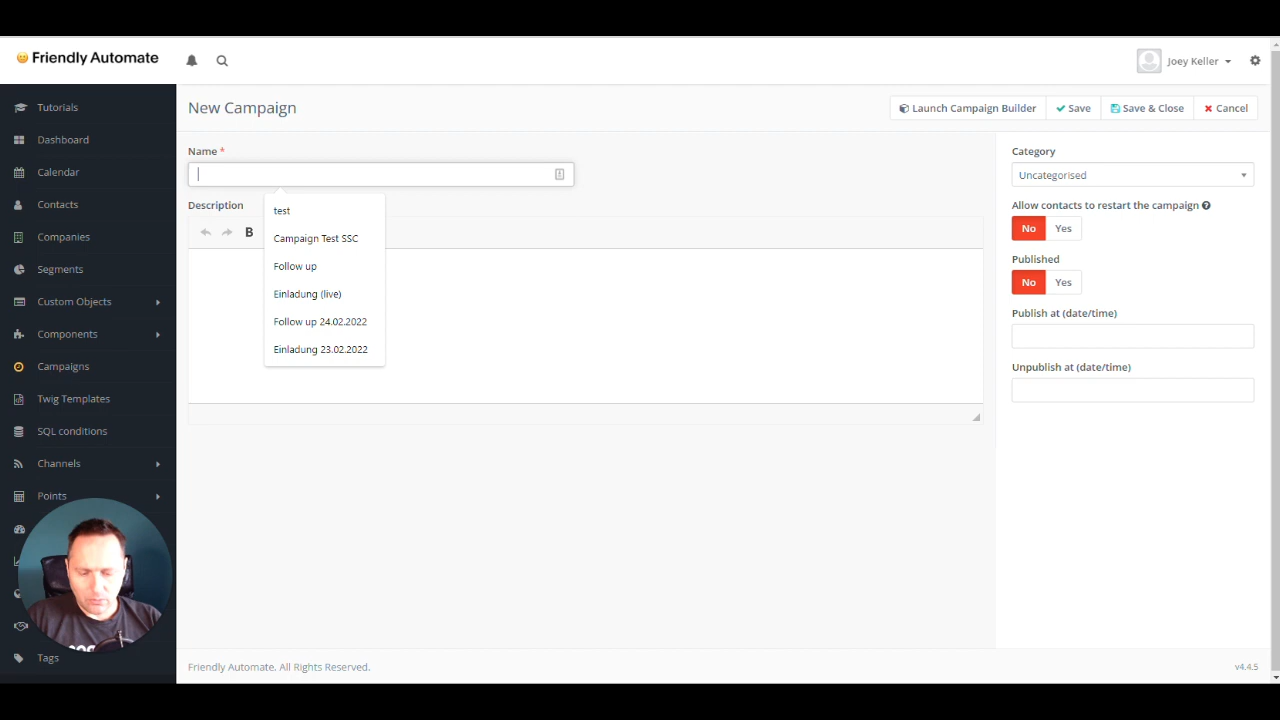 Friendly Automate
Joey Keller
Tutorials
Dashboard
Calendar
Contacts
Companies
Segments
Custom Objects
Components
Campaigns
Twig Templates
SQL conditions
Channels
Points
Tags
New Campaign
Launch Campaign Builder
Save
Save & Close
Cancel
Name *
Description
B
test
Campaign Test SSC
Follow up
Einladung (live)
Follow up 24.02.2022
Einladung 23.02.2022
Category
Uncategorised
Allow contacts to restart the campaign
No Yes
Published
No Yes
Publish at (date/time)
Unpublish at (date/time)
Friendly Automate. All Rights Reserved.
v4.4.5